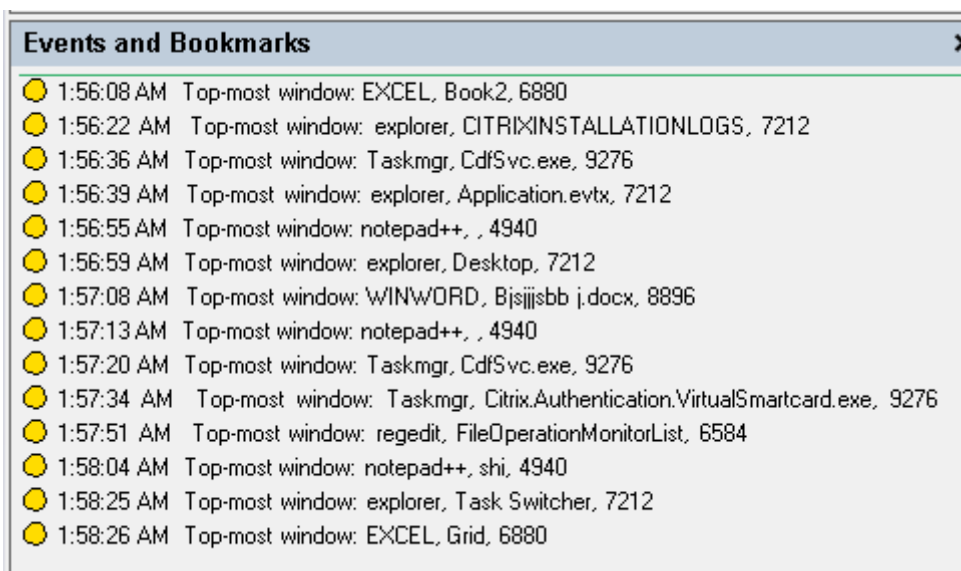 Events and Bookmarks
1:56:08 AM Top-most window: EXCEL, Book2, 6880
1:56:22 AM Top-most window: explorer, CITRIXINSTALLATIONLOGS, 7212
1:56:36 AM Top-most window: Taskmgr, CdfSvc.exe, 9276
1:56:39 AM Top-most window: explorer, Application.evtx, 7212
1:56:55 AM Top-most window: notepad++, , 4940
1:56:59 AM Top-most window: explorer, Desktop, 7212
1:57:08 AM Top-most window: WINWORD, Bjsjjjsbb j.docx, 8896
1:57:13 AM Top-most window: notepad++, , 4940
1:57:20 AM Top-most window: Taskmgr, CdfSvc.exe, 9276
1:57:34 AM Top-most window: Taskmgr, Citrix.Authentication.VirtualSmartcard.exe, 9276
1:57:51 AM Top-most window: regedit, FileOperationMonitorList, 6584
1:58:04 AM Top-most window: notepad++, shi, 4940
1:58:25 AM Top-most window: explorer, Task Switcher, 7212
1:58:26 AM Top-most window: EXCEL, Grid, 6880